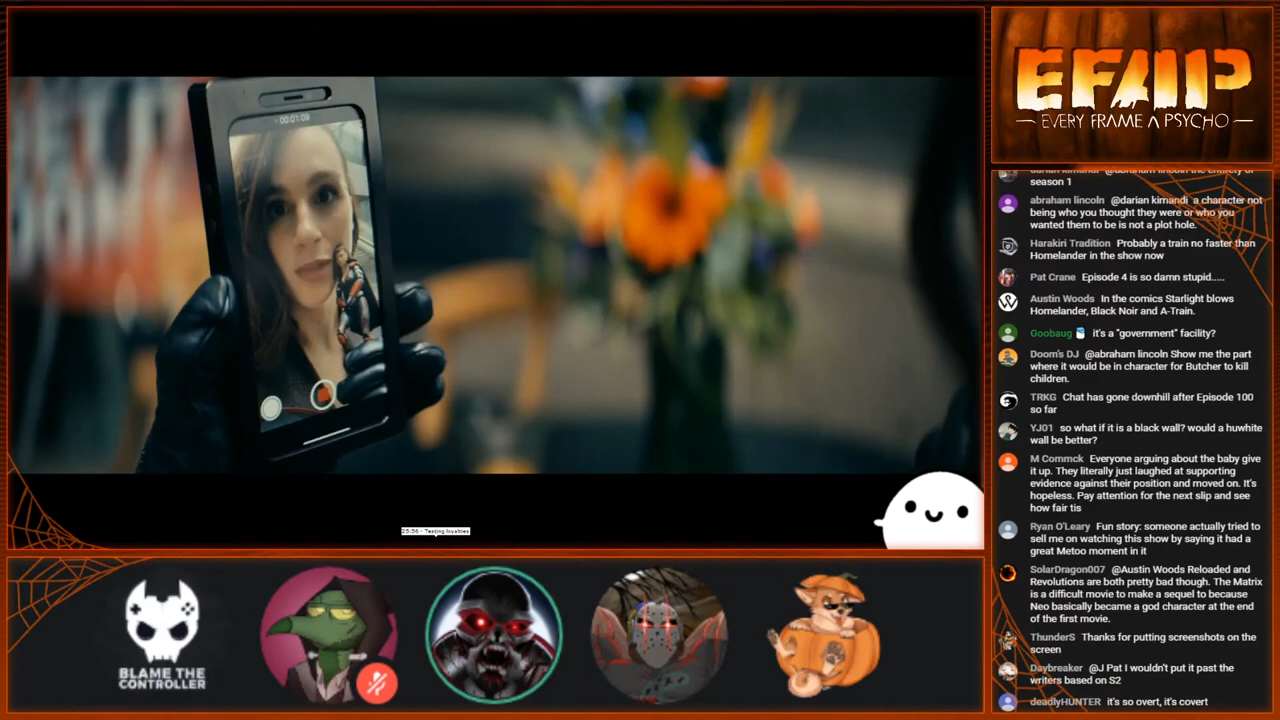 00:01:09
25:56 - Testing loyalties
BLAME THE
CONTROLLER
EFAP
EVERY FRAME A PSYCHO
season 1
abraham lincoln @darian kimandi a character not
being who you thought they were or who you
wanted them to be is not a plot hole.
Harakiri Tradition Probably a train no faster than
Homelander in the show now
Pat Crane Episode 4 is so damn stupid.....
Austin Woods In the comics Starlight blows
Homelander, Black Noir and A-Train.
Goobaug it's a "government" facility?
Doom's DJ @abraham lincoln Show me the part
where it would be in character for Butcher to kill
children.
TRKG Chat has gone downhill after Episode 100
so far
YJ01 so what if it is a black wall? would a huwhite
wall be better?
M Commck Everyone arguing about the baby give
it up. They literally just laughed at supporting
evidence against their position and moved on. It's
hopeless. Pay attention for the next slip and see
how fair tis
Ryan O'Leary Fun story: someone actually tried to
sell me on watching this show by saying it had a
great Metoo moment in it
SolarDragon007 @Austin Woods Reloaded and
Revolutions are both pretty bad though. The Matrix
is a difficult movie to make a sequel to because
Neo basically became a god character at the end
of the first movie.
ThunderS Thanks for putting screenshots on the
screen
Daybreaker @J Pat I wouldn't put it past the
writers based on S2
deadlyHUNTER it's so overt, it's covert